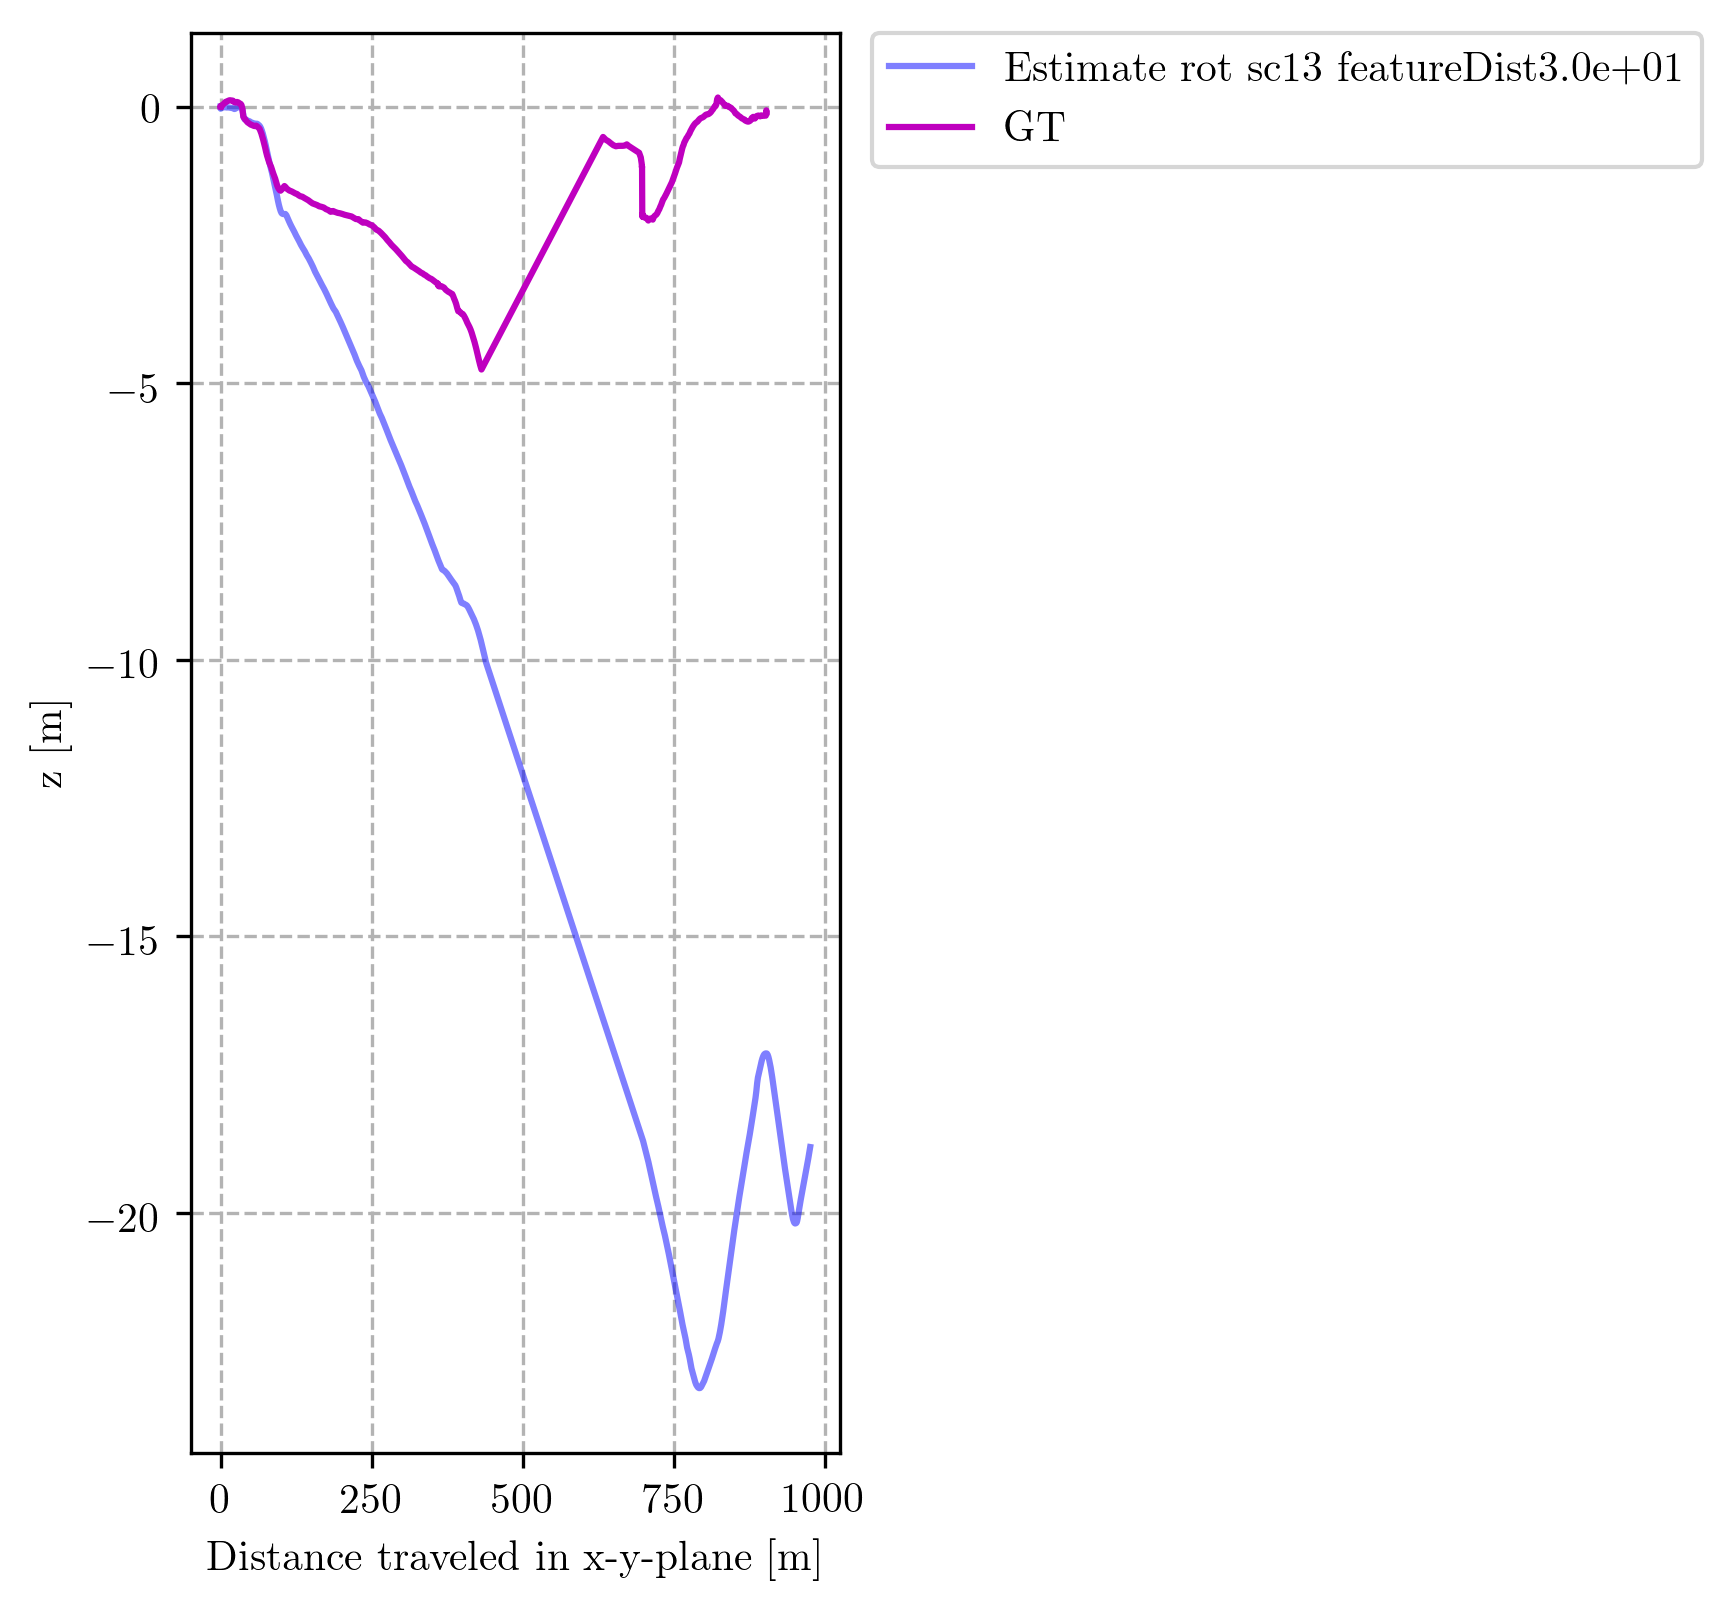 Estimate rot sc13 featureDist3.0e+01
GT
0
−5
−10
−15
−20
z [m]
0 250 500 750 1000
Distance traveled in x-y-plane [m]